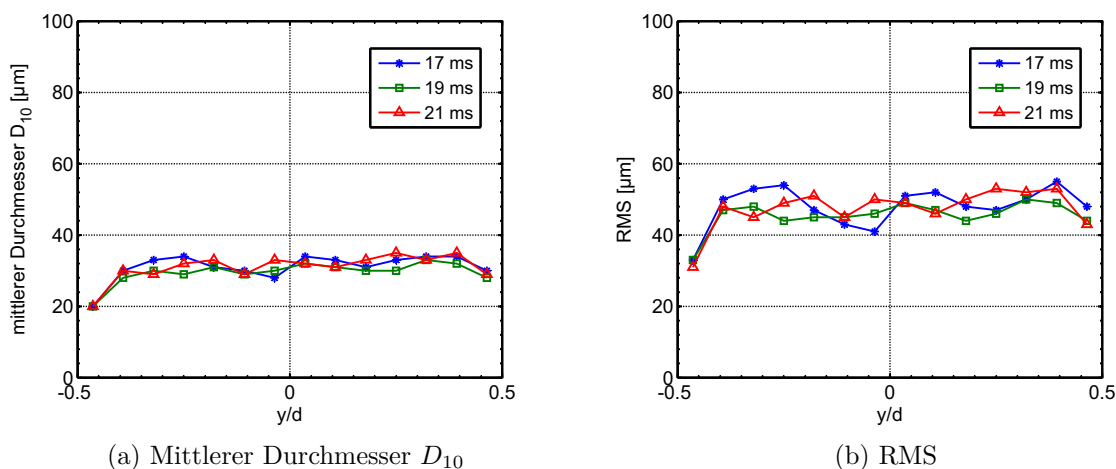 mittlerer Durchmesser D10 [µm]
100
80
60
40
20
0
-0.5
0
0.5
y/d
17 ms
19 ms
21 ms
(a) Mittlerer Durchmesser D10
RMS [µm]
100
80
60
40
20
0
-0.5
0
0.5
y/d
17 ms
19 ms
21 ms
(b) RMS